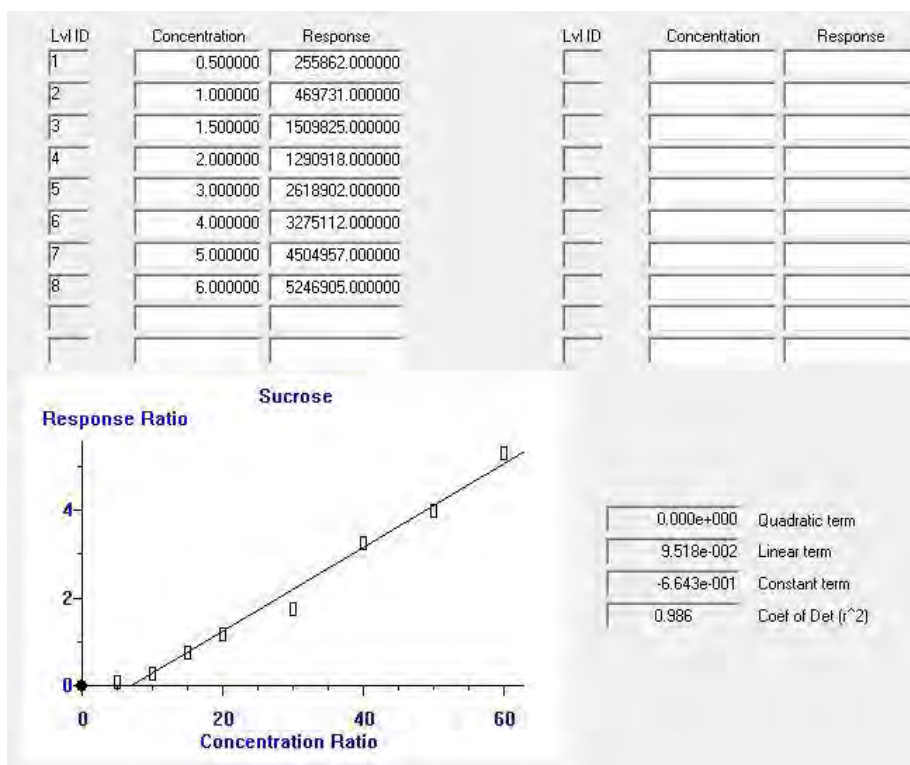 Lvl ID Concentration Response Lvl ID Concentration Response
1 0.500000 255862.000000
2 1.000000 469731.000000
3 1.500000 1509825.000000
4 2.000000 1290918.000000
5 3.000000 2618902.000000
6 4.000000 3275112.000000
7 5.000000 4504957.000000
8 6.000000 5246905.000000
Sucrose
Response Ratio
4
2
0
0 20 40 60
Concentration Ratio
0.000e+000 Quadratic term
9.518e-002 Linear term
-6.643e-001 Constant term
0.986 Coef of Det (r^2)